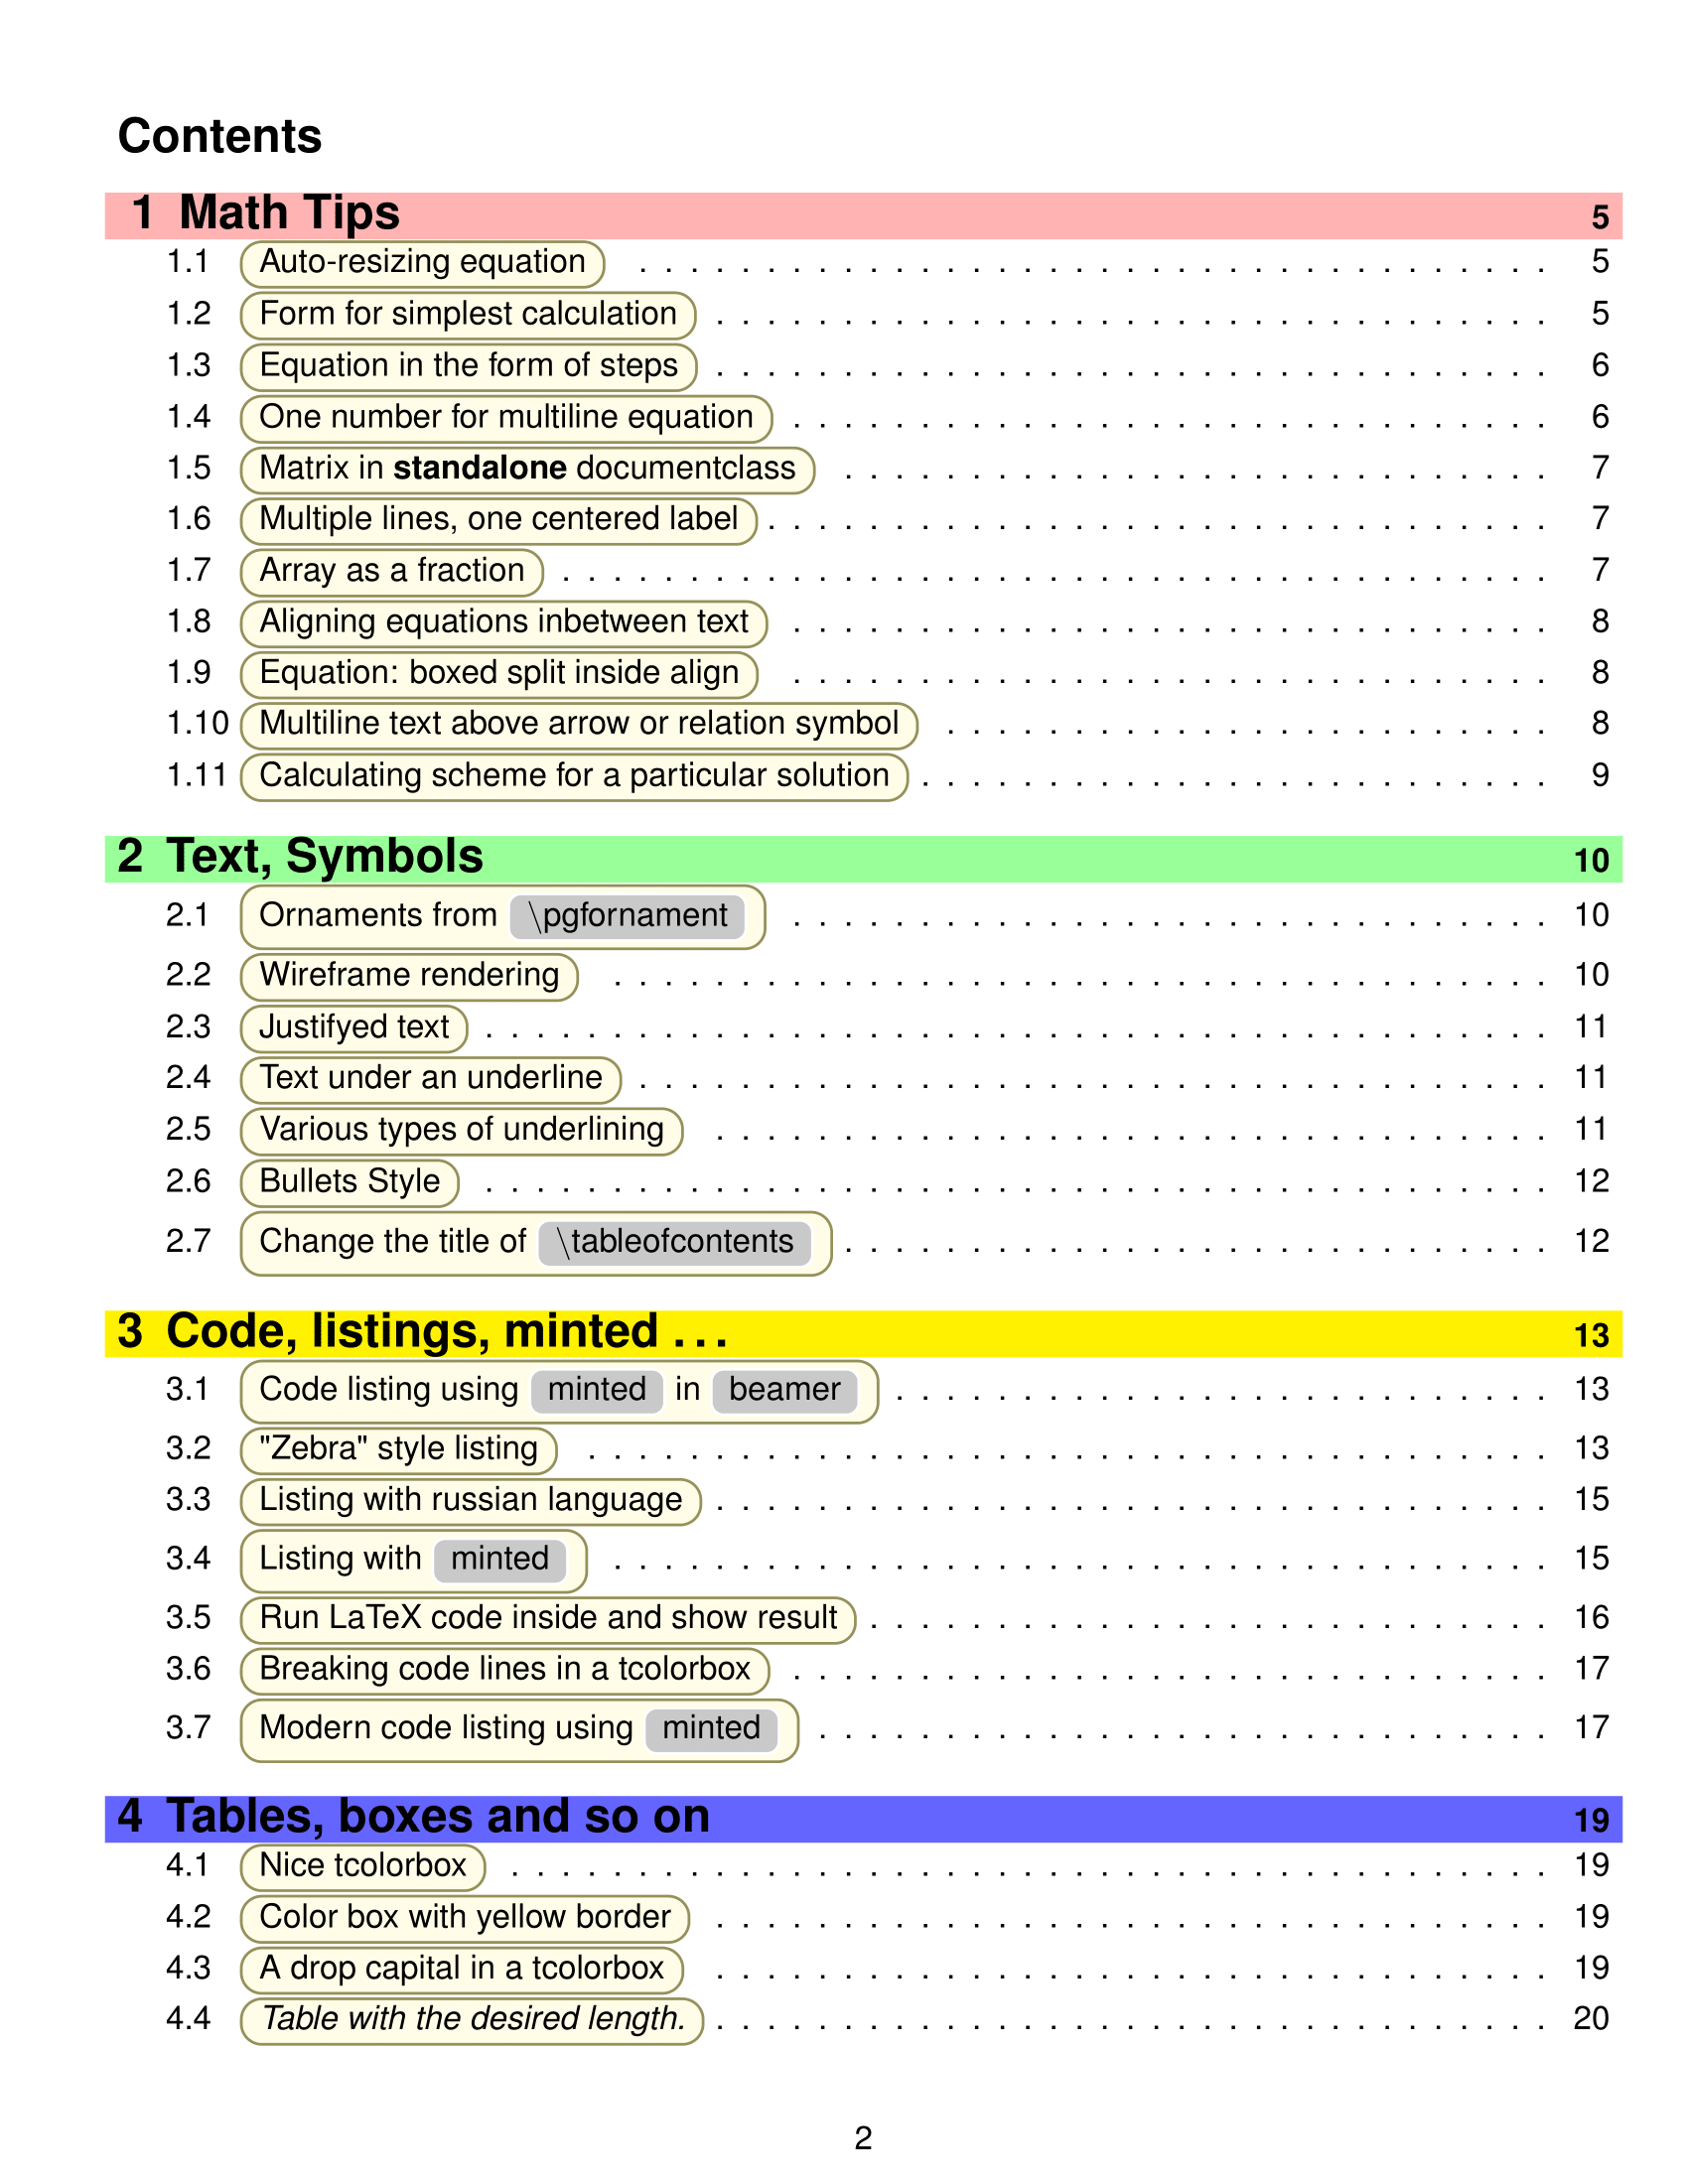 Contents
1 Math Tips 5
1.1 Auto-resizing equation . . . . . . . . . . . . . . . . . . . . . . . . . . . . . . . . . . . . 5
1.2 Form for simplest calculation . . . . . . . . . . . . . . . . . . . . . . . . . . . . . . . . . 5
1.3 Equation in the form of steps . . . . . . . . . . . . . . . . . . . . . . . . . . . . . . . . . 6
1.4 One number for multiline equation . . . . . . . . . . . . . . . . . . . . . . . . . . . . . . 6
1.5 Matrix in standalone documentclass . . . . . . . . . . . . . . . . . . . . . . . . . . . . 7
1.6 Multiple lines, one centered label . . . . . . . . . . . . . . . . . . . . . . . . . . . . . . . 7
1.7 Array as a fraction . . . . . . . . . . . . . . . . . . . . . . . . . . . . . . . . . . . . . . . 7
1.8 Aligning equations inbetween text . . . . . . . . . . . . . . . . . . . . . . . . . . . . . . 8
1.9 Equation: boxed split inside align . . . . . . . . . . . . . . . . . . . . . . . . . . . . . . 8
1.10 Multiline text above arrow or relation symbol . . . . . . . . . . . . . . . . . . . . . . . . 8
1.11 Calculating scheme for a particular solution . . . . . . . . . . . . . . . . . . . . . . . . . 9
2 Text, Symbols 10
2.1 Ornaments from \pgfornament . . . . . . . . . . . . . . . . . . . . . . . . . . . . . . 10
2.2 Wireframe rendering . . . . . . . . . . . . . . . . . . . . . . . . . . . . . . . . . . . . . 10
2.3 Justifyed text . . . . . . . . . . . . . . . . . . . . . . . . . . . . . . . . . . . . . . . . . . 11
2.4 Text under an underline . . . . . . . . . . . . . . . . . . . . . . . . . . . . . . . . . . . . 11
2.5 Various types of underlining . . . . . . . . . . . . . . . . . . . . . . . . . . . . . . . . . 11
2.6 Bullets Style . . . . . . . . . . . . . . . . . . . . . . . . . . . . . . . . . . . . . . . . . . 12
2.7 Change the title of \tableofcontents . . . . . . . . . . . . . . . . . . . . . . . . . . . . 12
3 Code, listings, minted . . . 13
3.1 Code listing using minted in beamer . . . . . . . . . . . . . . . . . . . . . . . . . . 13
3.2 "Zebra" style listing . . . . . . . . . . . . . . . . . . . . . . . . . . . . . . . . . . . . . . 13
3.3 Listing with russian language . . . . . . . . . . . . . . . . . . . . . . . . . . . . . . . . . 15
3.4 Listing with minted . . . . . . . . . . . . . . . . . . . . . . . . . . . . . . . . . . . . . 15
3.5 Run LaTeX code inside and show result . . . . . . . . . . . . . . . . . . . . . . . . . . . 16
3.6 Breaking code lines in a tcolorbox . . . . . . . . . . . . . . . . . . . . . . . . . . . . . . 17
3.7 Modern code listing using minted . . . . . . . . . . . . . . . . . . . . . . . . . . . . . 17
4 Tables, boxes and so on 19
4.1 Nice tcolorbox . . . . . . . . . . . . . . . . . . . . . . . . . . . . . . . . . . . . . . . . . 19
4.2 Color box with yellow border . . . . . . . . . . . . . . . . . . . . . . . . . . . . . . . . . 19
4.3 A drop capital in a tcolorbox . . . . . . . . . . . . . . . . . . . . . . . . . . . . . . . . . 19
4.4 Table with the desired length. . . . . . . . . . . . . . . . . . . . . . . . . . . . . . . . . . 20
2